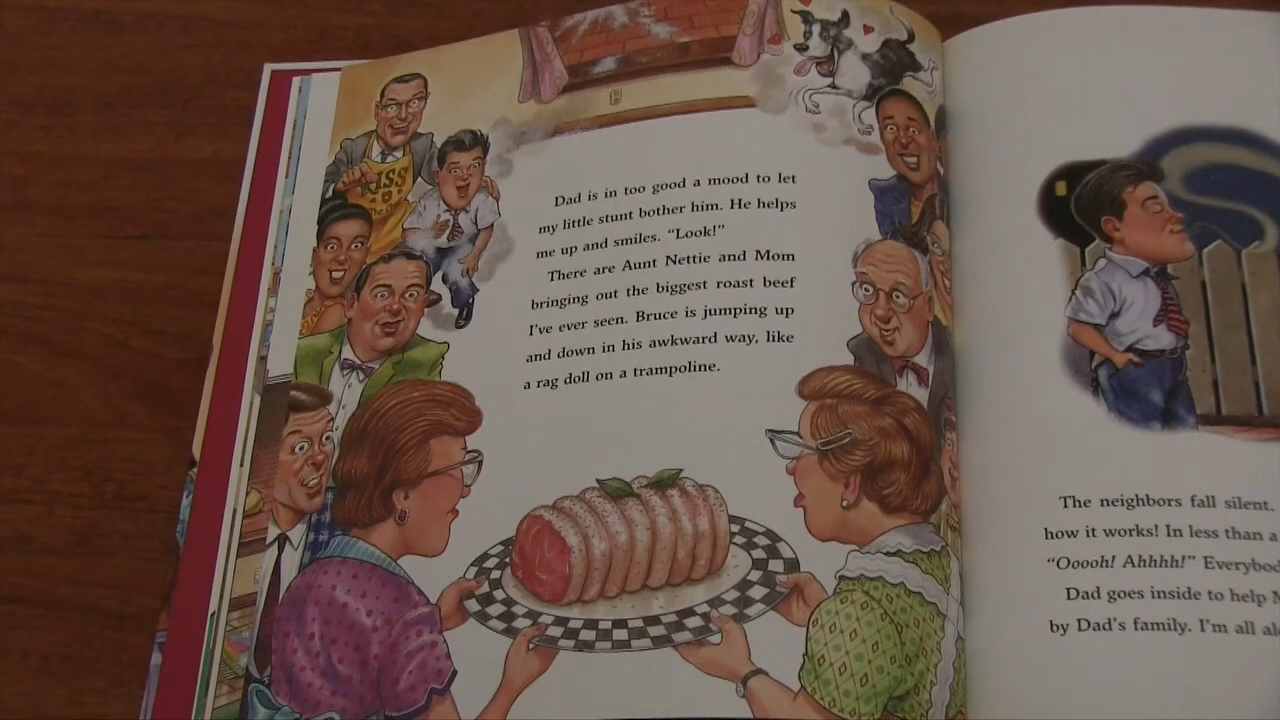 KISS
The Chef
Dad is in too good a mood to let
my little stunt bother him. He helps
me up and smiles. “Look!”
There are Aunt Nettie and Mom
bringing out the biggest roast beef
I've ever seen. Bruce is jumping up
and down in his awkward way, like
a rag doll on a trampoline.
The neighbors fall silent.
how it works! In less than a
“Ooooh! Ahhhh!” Everybod
Dad goes inside to help
by Dad's family. I'm all al